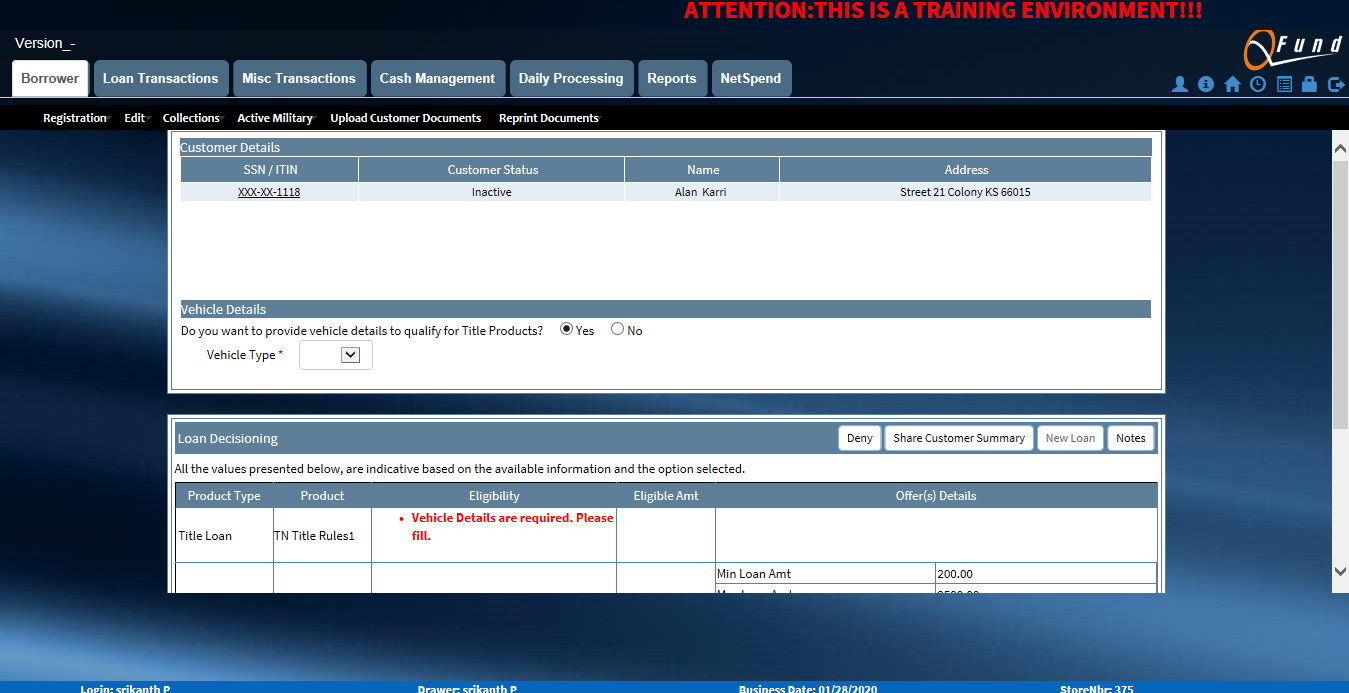 ATTENTION:THIS IS A TRAINING ENVIRONMENT!!!
Version_-
QFund
Borrower Loan Transactions Misc Transactions Cash Management Daily Processing Reports NetSpend
Registration Edit Collections Active Military Upload Customer Documents Reprint Documents
Customer Details
SSN / ITIN Customer Status Name Address
XXX-XX-1118 Inactive Alan Karri Street 21 Colony KS 66015
Vehicle Details
Do you want to provide vehicle details to qualify for Title Products? Yes No
Vehicle Type *
Loan Decisioning Deny Share Customer Summary New Loan Notes
All the values presented below, are indicative based on the available information and the option selected.
Product Type Product Eligibility Eligible Amt Offer(s) Details
• Vehicle Details are required. Please
Title Loan TN Title Rules1 fill.
Min Loan Amt 200.00
Login: srikanth P Drawer: srikanth P Business Date: 01/28/2020 StoreNbr: 375